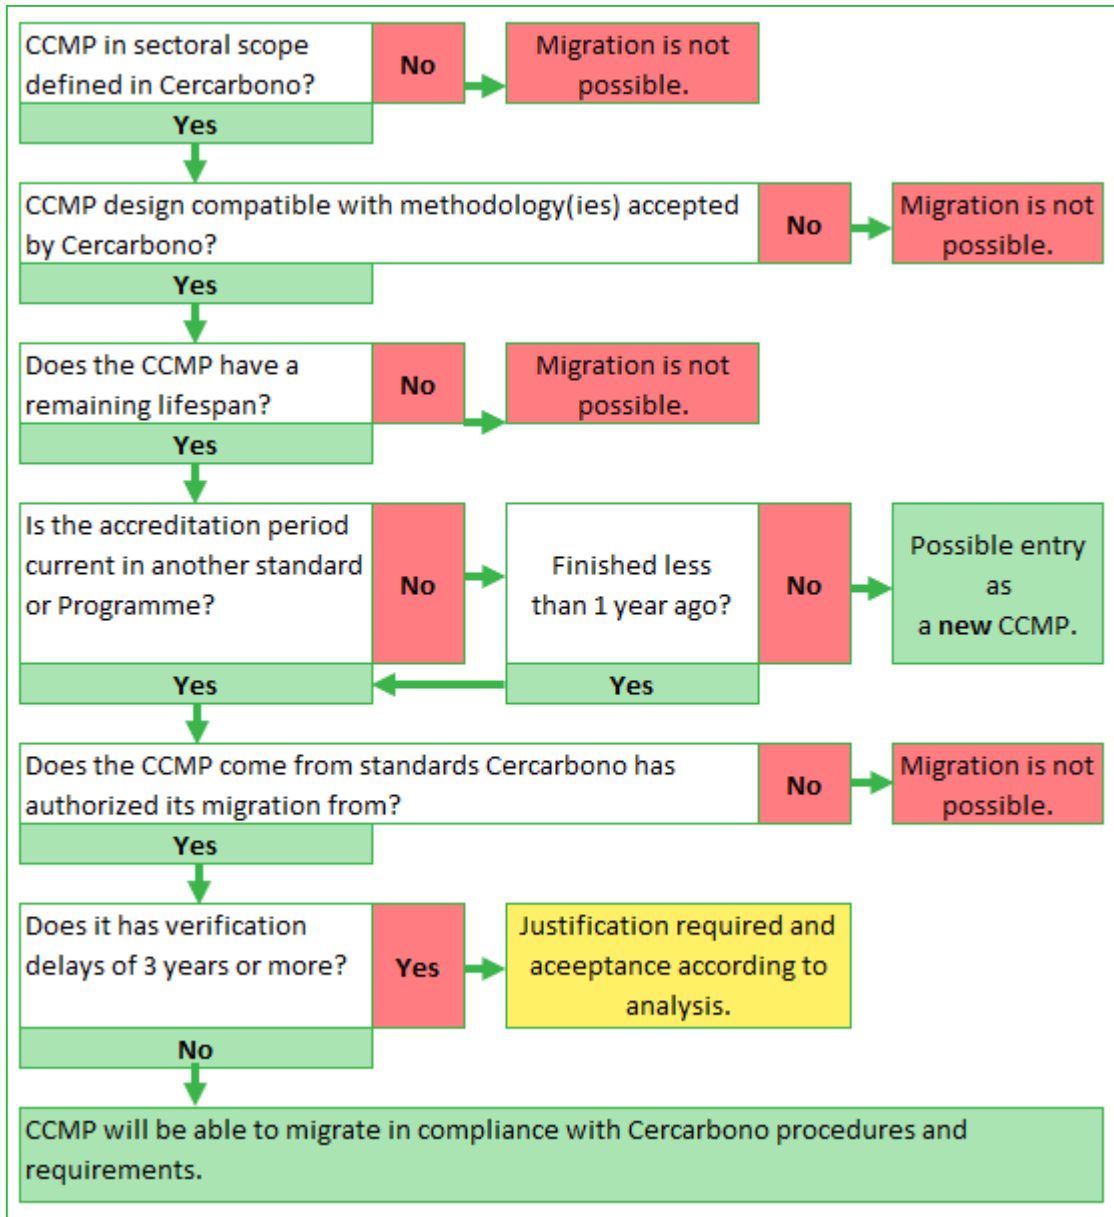 CCMP in sectoral scope
defined in Cercarbono?
No
Migration is not
possible.
Yes
CCMP design compatible with methodology(ies) accepted
by Cercarbono?
No
Migration is not
possible.
Yes
Does the CCMP have a
remaining lifespan?
No
Migration is not
possible.
Yes
Is the accreditation period
current in another standard
or Programme?
No
Finished less
than 1 year ago?
No
Possible entry
as
a new CCMP.
Yes
Yes
Does the CCMP come from standards Cercarbono has
authorized its migration from?
No
Migration is not
possible.
Yes
Does it has verification
delays of 3 years or more?
Yes
Justification required and
aceeptance according to
analysis.
No
CCMP will be able to migrate in compliance with Cercarbono procedures and
requirements.